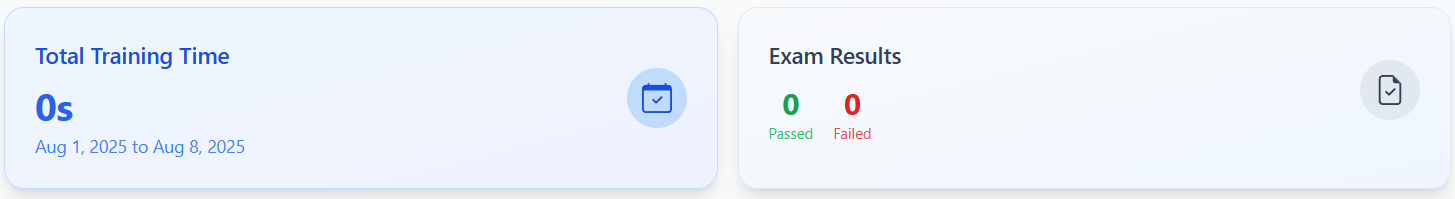 Total Training Time
0s
Aug 1, 2025 to Aug 8, 2025
Exam Results
0 0
Passed Failed